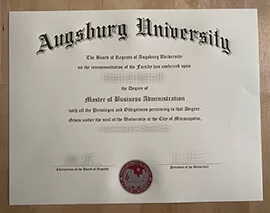 Augsburg University
The Board of Regents of Augsburg University
on the recommendation of the Faculty has conferred upon
the Degree of
Master of Business Administration
with all the Privileges and Obligations pertaining to that Degree.
Given under the seal of the University at the City of Minneapolis,
Chairperson of the Board of Regents
President of the University